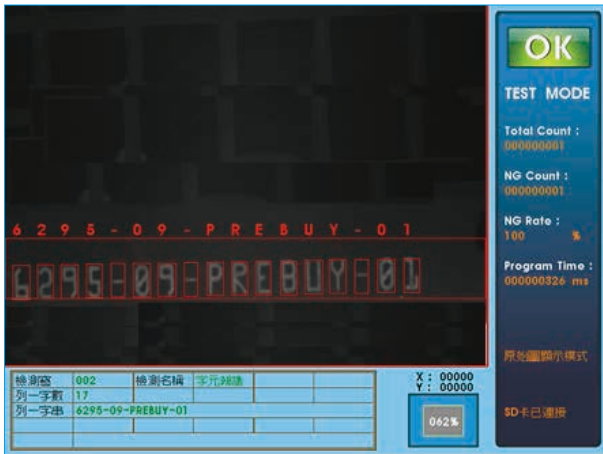 6295-09-PREBUY-01
6295-09-PREBUY-01
OK
TEST MODE
Total Count :
000000001
NG Count :
000000001
NG Rate :
100 %
Program Time :
000000326 ms
原始圖顯示模式
SD卡已連接
檢測窗 002 檢測名稱 字元辨識
列一字數 17
列一字串 6295-09-PREBUY-01
X : 00000
Y : 00000
062%